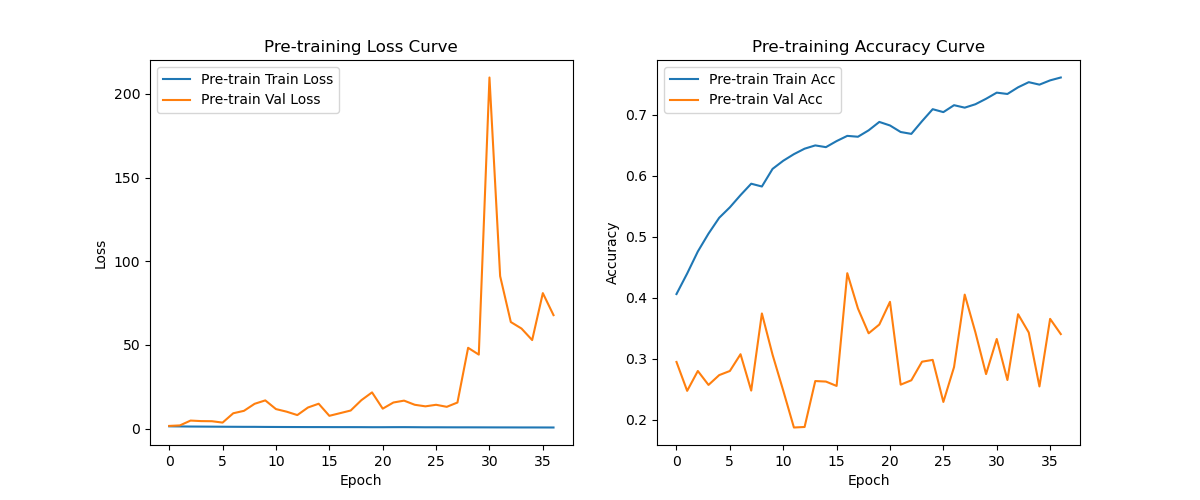 Pre-training Loss Curve
Pre-train Train Loss
Pre-train Val Loss
200
150
100
50
0
Loss
0 5 10 15 20 25 30 35
Epoch
Pre-training Accuracy Curve
Pre-train Train Acc
Pre-train Val Acc
0.7
0.6
0.5
0.4
0.3
0.2
Accuracy
0 5 10 15 20 25 30 35
Epoch